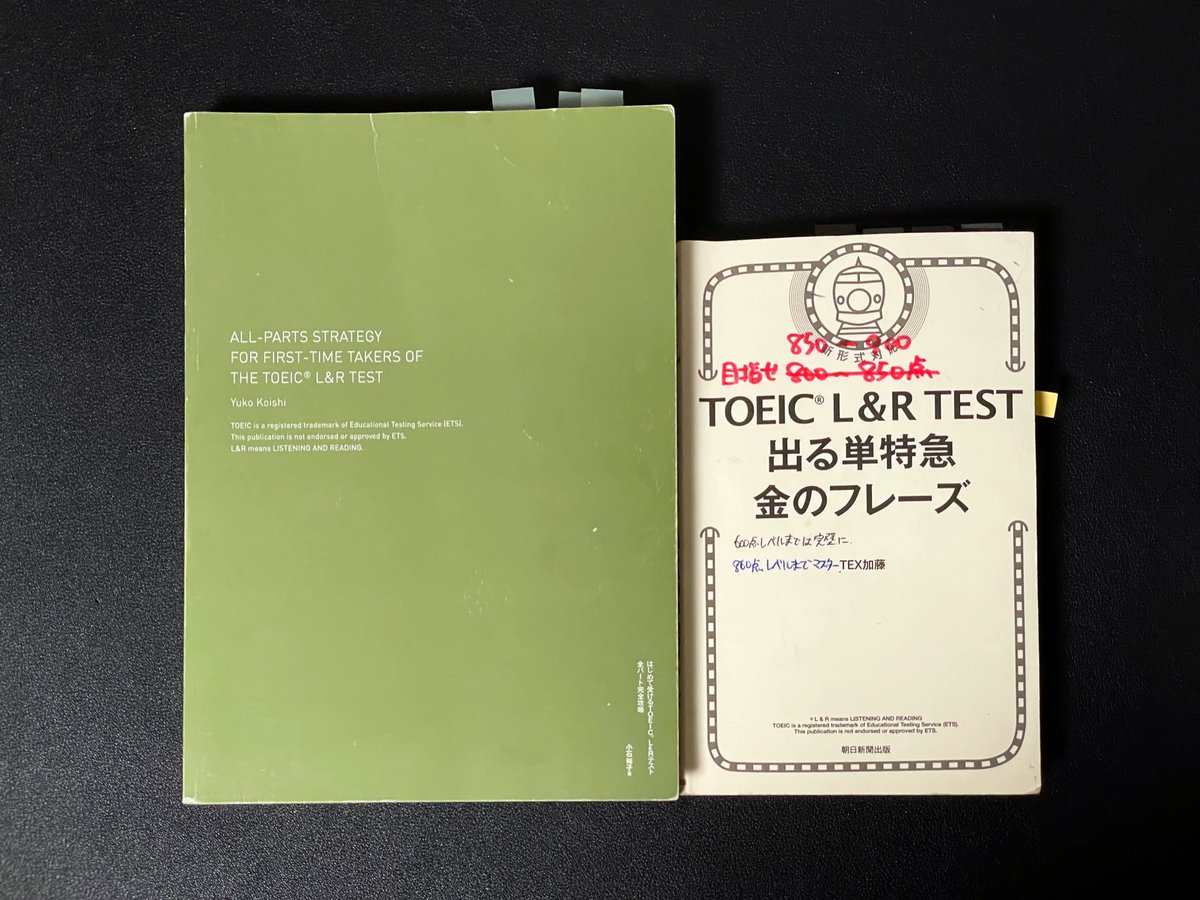 ALL-PARTS STRATEGY
FOR FIRST-TIME TAKERS OF
THE TOEIC® L&R TEST
Yuko Koishi
TOEIC is a registered trademark of Educational Testing Service (ETS).
This publication is not endorsed or approved by ETS.
L&R means LISTENING AND READING.
はじめて受けるTOEIC® L&Rテスト
全パート完全攻略
小石裕子 著
新形式対応
850〜900
目指せ 800〜850点
TOEIC® L&R TEST
出る単特急
金のフレーズ
600点レベルまでは完璧に.
860点レベルまでマスター.
TEX加藤
*L & R means LISTENING AND READING
TOEIC is a registered trademark of Educational Testing Service (ETS).
This publication is not endorsed or approved by ETS.
朝日新聞出版